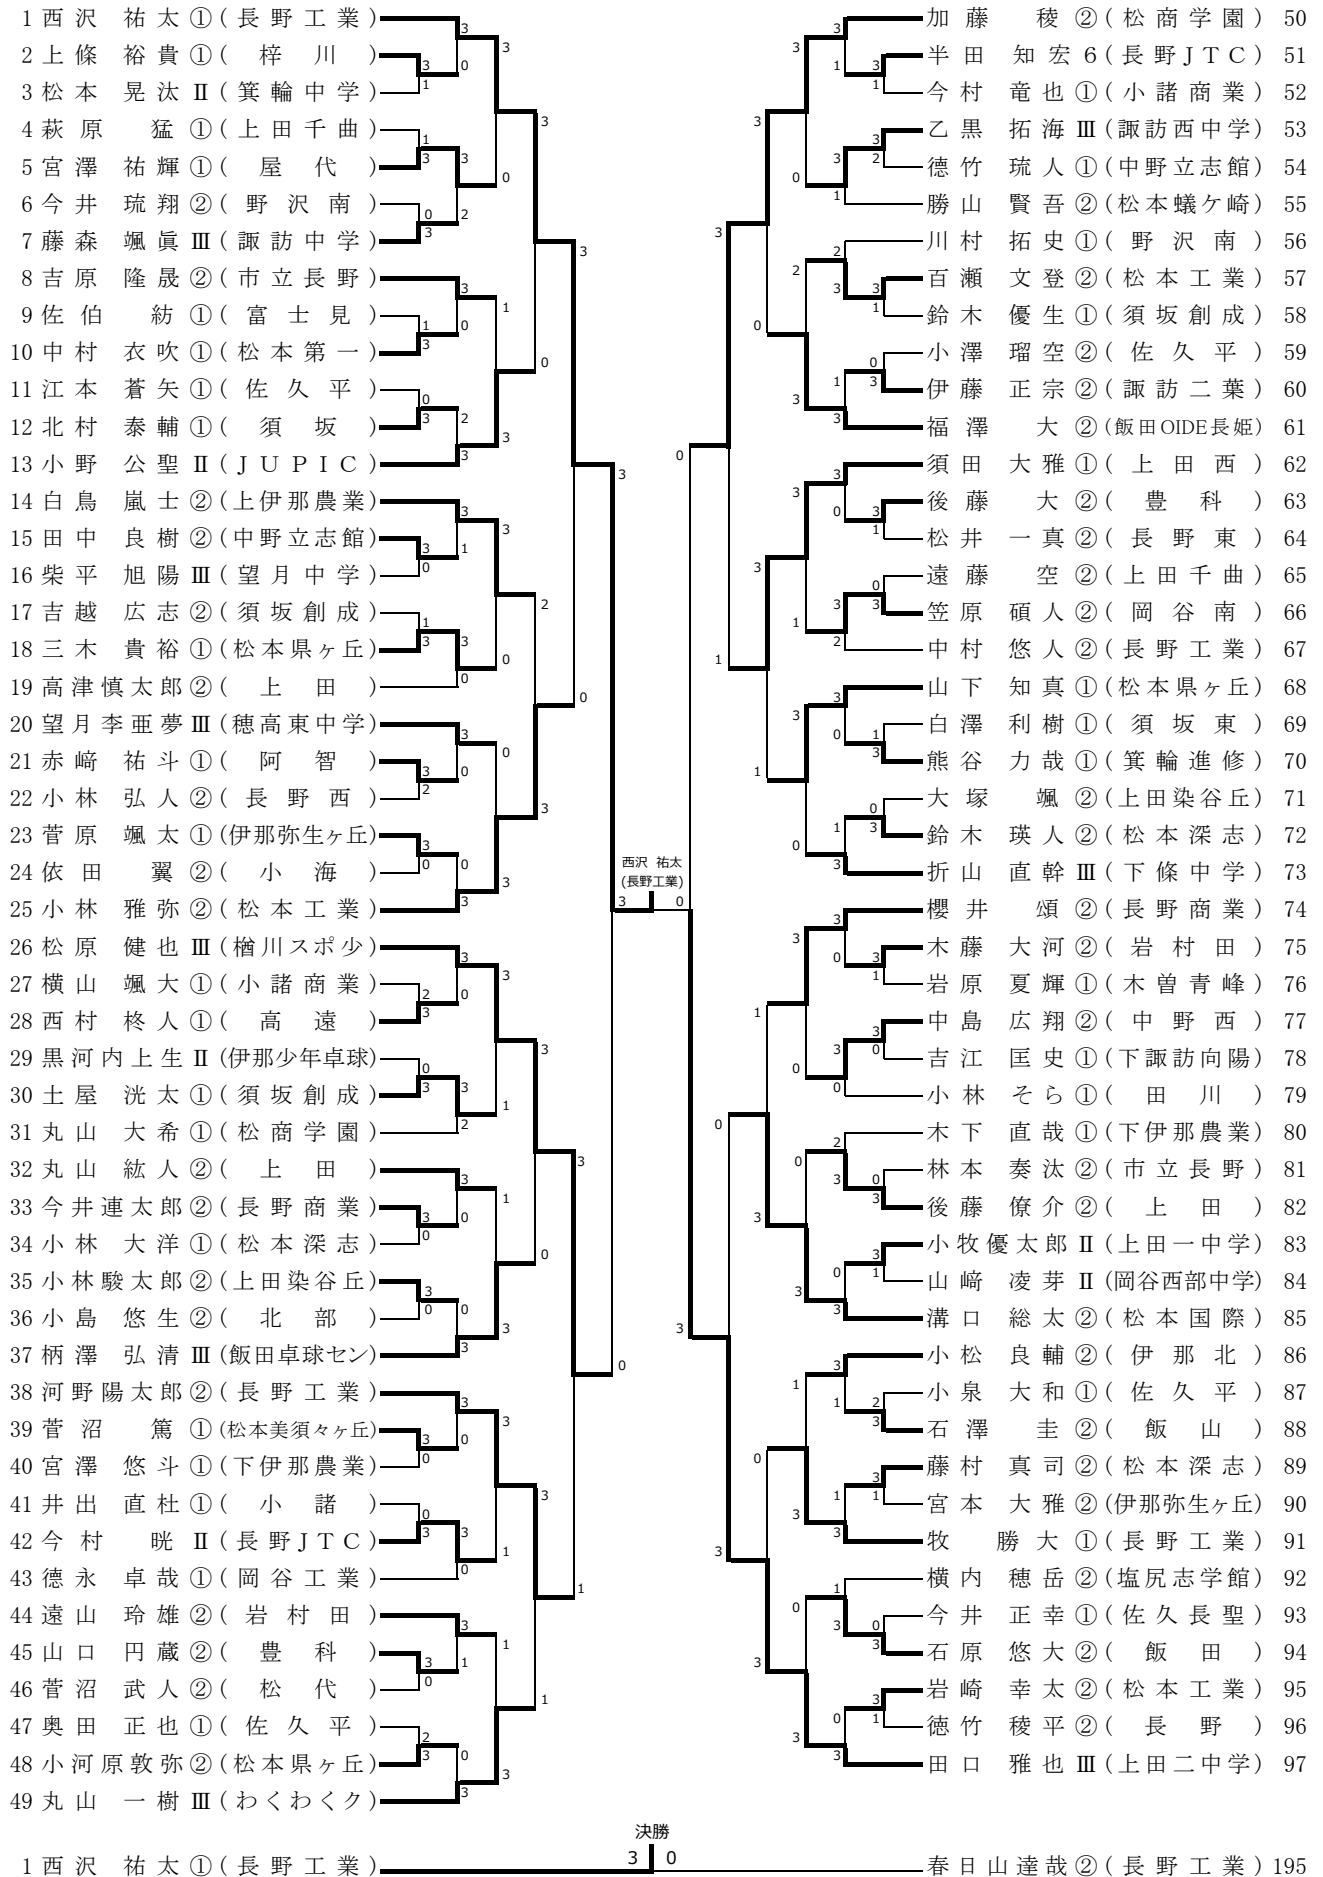 1 西沢 祐太 ① (長野工業)
2 上條 裕貴 ① (梓川)
3 松本 晃汰 Ⅱ (箕輪中学)
4 萩原 猛 ① (上田千曲)
5 宮澤 祐輝 ① (屋代)
6 今井 琉翔 ② (野沢南)
7 藤森 颯眞 Ⅲ (諏訪中学)
8 吉原 隆晟 ② (市立長野)
9 佐伯 紡 ① (富士見)
10 中村 衣吹 ① (松本第一)
11 江本 蒼矢 ① (佐久平)
12 北村 泰輔 ① (須坂)
13 小野 公聖 Ⅱ (JUPIC)
14 白鳥 嵐士 ② (上伊那農業)
15 田中 良樹 ② (中野立志館)
16 柴平 旭陽 Ⅲ (望月中学)
17 吉越 広志 ② (須坂創成)
18 三木 貴裕 ① (松本県ヶ丘)
19 高津慎太郎 ② (上田)
20 望月李亜夢 Ⅲ (穂高東中学)
21 赤﨑 祐斗 ① (阿智)
22 小林 弘人 ② (長野西)
23 菅原 颯太 ① (伊那弥生ヶ丘)
24 依田 翼 ② (小海)
25 小林 雅弥 ② (松本工業)
26 松原 健也 Ⅲ (楢川スポ少)
27 横山 颯大 ① (小諸商業)
28 西村 柊人 ① (高遠)
29 黒河内上生 Ⅱ (伊那少年卓球)
30 土屋 洸太 ① (須坂創成)
31 丸山 大希 ① (松商学園)
32 丸山 紘人 ② (上田)
33 今井連太郎 ② (長野商業)
34 小林 大洋 ① (松本深志)
35 小林駿太郎 ② (上田染谷丘)
36 小島 悠生 ② (北部)
37 柄澤 弘清 Ⅲ (飯田卓球セン)
38 河野陽太郎 ② (長野工業)
39 菅沼 篤 ① (松本美須々ヶ丘)
40 宮澤 悠斗 ① (下伊那農業)
41 井出 直杜 ① (小諸)
42 今村 晄 Ⅱ (長野JTC)
43 德永 卓哉 ① (岡谷工業)
44 遠山 玲雄 ② (岩村田)
45 山口 円蔵 ② (豊科)
46 菅沼 武人 ② (松代)
47 奥田 正也 ① (佐久平)
48 小河原敦弥 ② (松本県ヶ丘)
49 丸山 一樹 Ⅲ (わくわくク)
西沢 祐太
(長野工業)
3 0
加藤 稜 ② (松商学園) 50
半田 知宏 6 (長野JTC) 51
今村 竜也 ① (小諸商業) 52
乙黒 拓海 Ⅲ (諏訪西中学) 53
德竹 琉人 ① (中野立志館) 54
勝山 賢吾 ② (松本蟻ケ崎) 55
川村 拓史 ① (野沢南) 56
百瀬 文登 ② (松本工業) 57
鈴木 優生 ① (須坂創成) 58
小澤 瑠空 ② (佐久平) 59
伊藤 正宗 ② (諏訪二葉) 60
福澤 大 ② (飯田OIDE長姫) 61
須田 大雅 ① (上田西) 62
後藤 大 ② (豊科) 63
松井 一真 ② (長野東) 64
遠藤 空 ② (上田千曲) 65
笠原 碩人 ② (岡谷南) 66
中村 悠人 ② (長野工業) 67
山下 知真 ① (松本県ヶ丘) 68
白澤 利樹 ① (須坂東) 69
熊谷 力哉 ① (箕輪進修) 70
大塚 颯 ② (上田染谷丘) 71
鈴木 瑛人 ② (松本深志) 72
折山 直幹 Ⅲ (下條中学) 73
櫻井 頌 ② (長野商業) 74
木藤 大河 ② (岩村田) 75
岩原 夏輝 ① (木曽青峰) 76
中島 広翔 ② (中野西) 77
吉江 匡史 ① (下諏訪向陽) 78
小林 そら ① (田川) 79
木下 直哉 ① (下伊那農業) 80
林本 奏汰 ② (市立長野) 81
後藤 僚介 ② (上田) 82
小牧優太郎 Ⅱ (上田一中学) 83
山﨑 凌芽 Ⅱ (岡谷西部中学) 84
溝口 総太 ② (松本国際) 85
小松 良輔 ② (伊那北) 86
小泉 大和 ① (佐久平) 87
石澤 圭 ② (飯山) 88
藤村 真司 ② (松本深志) 89
宮本 大雅 ② (伊那弥生ヶ丘) 90
牧 勝大 ① (長野工業) 91
横内 穂岳 ② (塩尻志学館) 92
今井 正幸 ① (佐久長聖) 93
石原 悠大 ② (飯田) 94
岩崎 幸太 ② (松本工業) 95
徳竹 稜平 ② (長野) 96
田口 雅也 Ⅲ (上田二中学) 97
決勝
3 0
1 西沢 祐太 ① (長野工業)
春日山達哉 ② (長野工業) 195